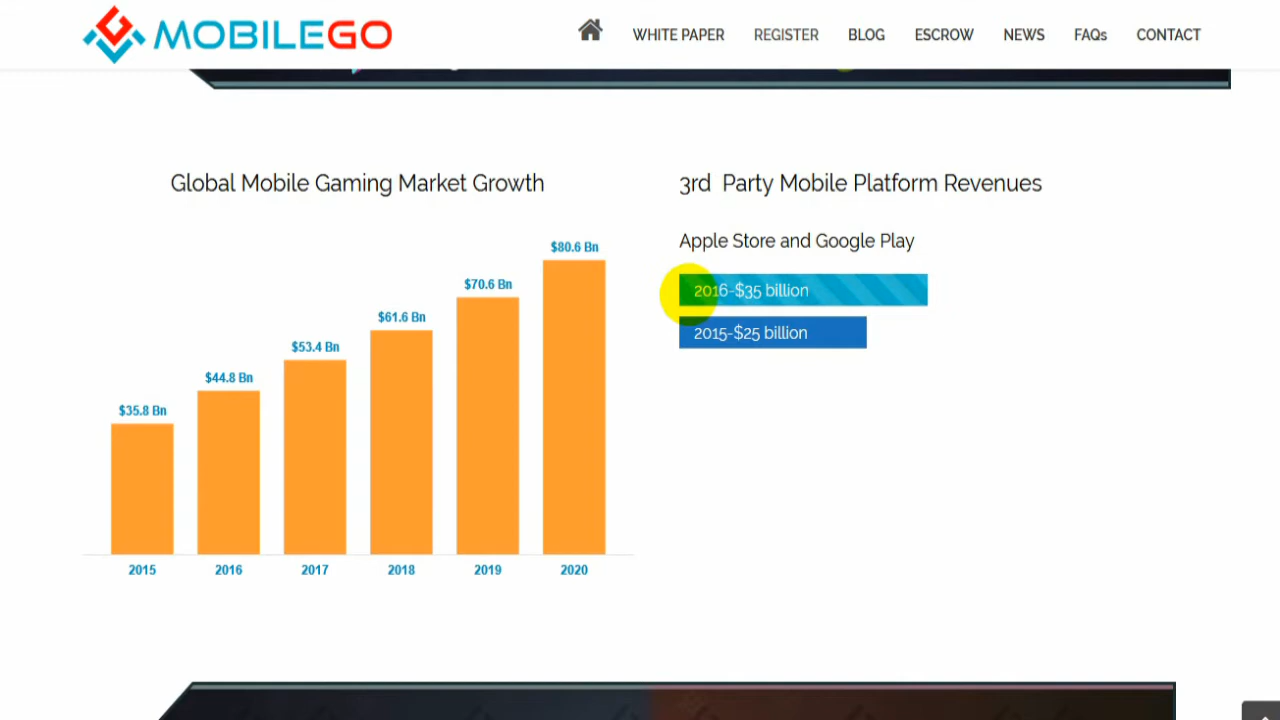 MOBILEGO
WHITE PAPER REGISTER BLOG ESCROW NEWS FAQs CONTACT
Global Mobile Gaming Market Growth
$35.8 Bn
$44.8 Bn
$53.4 Bn
$61.6 Bn
$70.6 Bn
$80.6 Bn
2015 2016 2017 2018 2019 2020
3rd Party Mobile Platform Revenues
Apple Store and Google Play
2016-$35 billion
2015-$25 billion